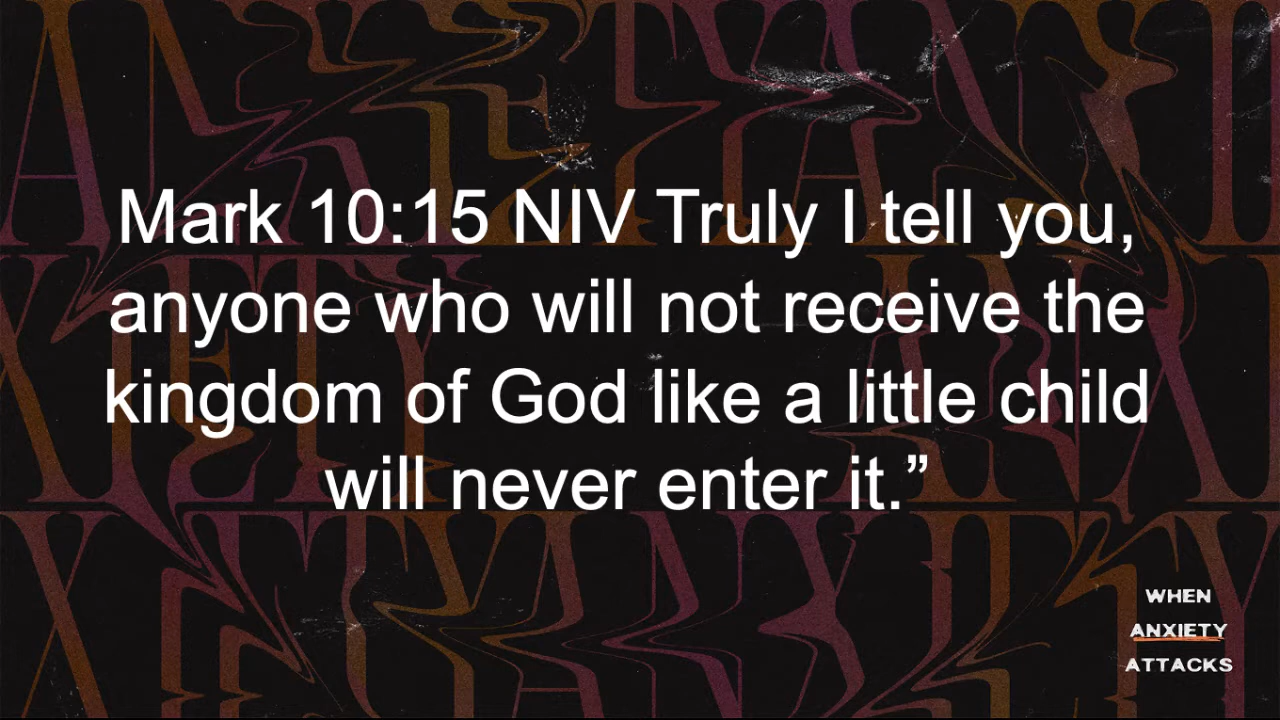 Mark 10:15 NIV Truly I tell you,
anyone who will not receive the
kingdom of God like a little child
will never enter it.”
WHEN
ANXIETY
ATTACKS